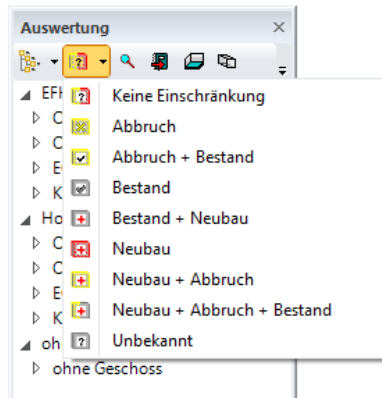 Auswertung
EFH
Keine Einschränkung
Abbruch
Abbruch + Bestand
Bestand
K
Bestand + Neubau
Ho
Neubau
Neubau + Abbruch
Neubau + Abbruch + Bestand
K
Unbekannt
oh
ohne Geschoss